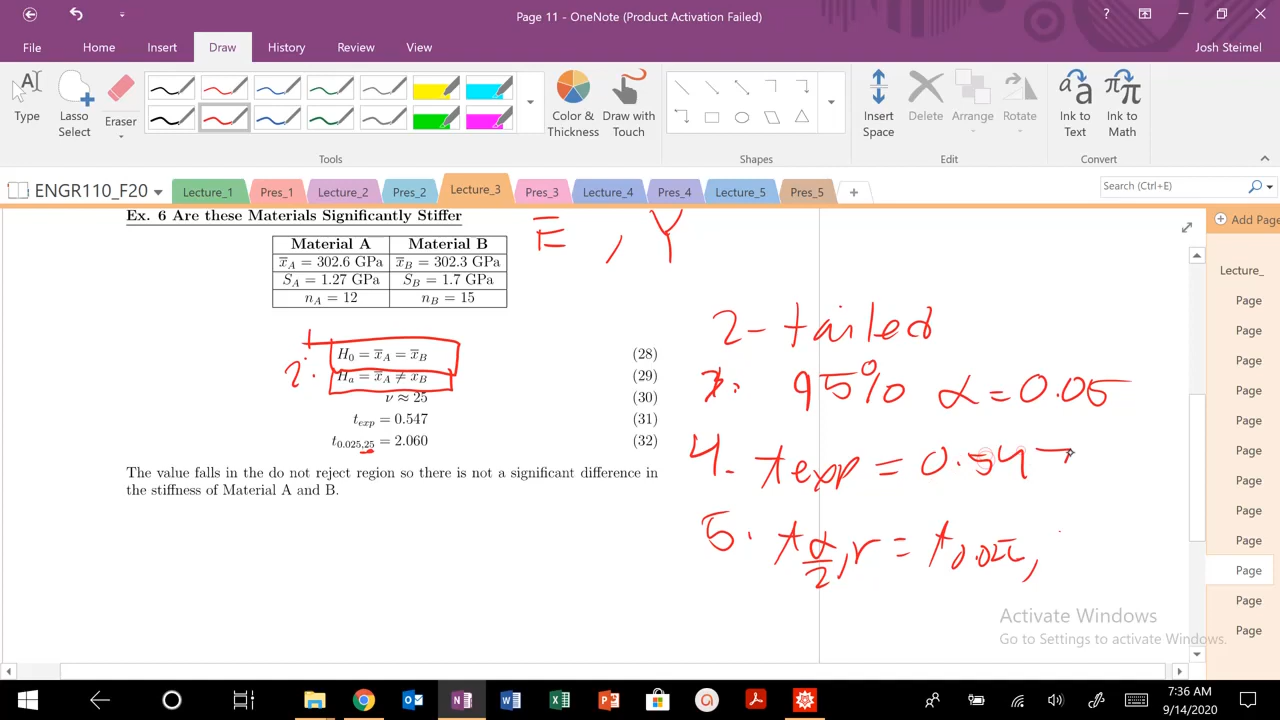 Page 11 - OneNote (Product Activation Failed)
?
File
Home
Insert
Draw
History
Review
View
Josh Steimel
Type
Lasso Select
Eraser
Color & Thickness
Draw with Touch
Insert Space
Delete
Arrange
Rotate
Ink to Text
Ink to Math
Tools
Shapes
Edit
Convert
ENGR110_F20
Lecture_1
Pres_1
Lecture_2
Pres_2
Lecture_3
Pres_3
Lecture_4
Pres_4
Lecture_5
Pres_5
Search (Ctrl+E)
Add Page
Ex. 6 Are these Materials Significantly Stiffer
E , Y
Material A Material B
x̅_A = 302.6 GPa x̅_B = 302.3 GPa
S_A = 1.27 GPa S_B = 1.7 GPa
n_A = 12 n_B = 15
2-tailed
1.
H_0 = x̅_A = x̅_B (28)
2.
H_a = x̅_A ≠ x̅_B (29)
ν ≈ 25 (30)
t_exp = 0.547 (31)
t_0.025,25 = 2.060 (32)
The value falls in the do not reject region so there is not a significant difference in
the stiffness of Material A and B.
95% α = 0.05
4. t exp = 0.547
5. t α/2, ν = t 0.025,
Lecture_
Page
Page
Page
Page
Page
Page
Page
Page
Page
Page
Page
Page
Activate Windows
Go to Settings to activate Windows.
7:36 AM
9/14/2020